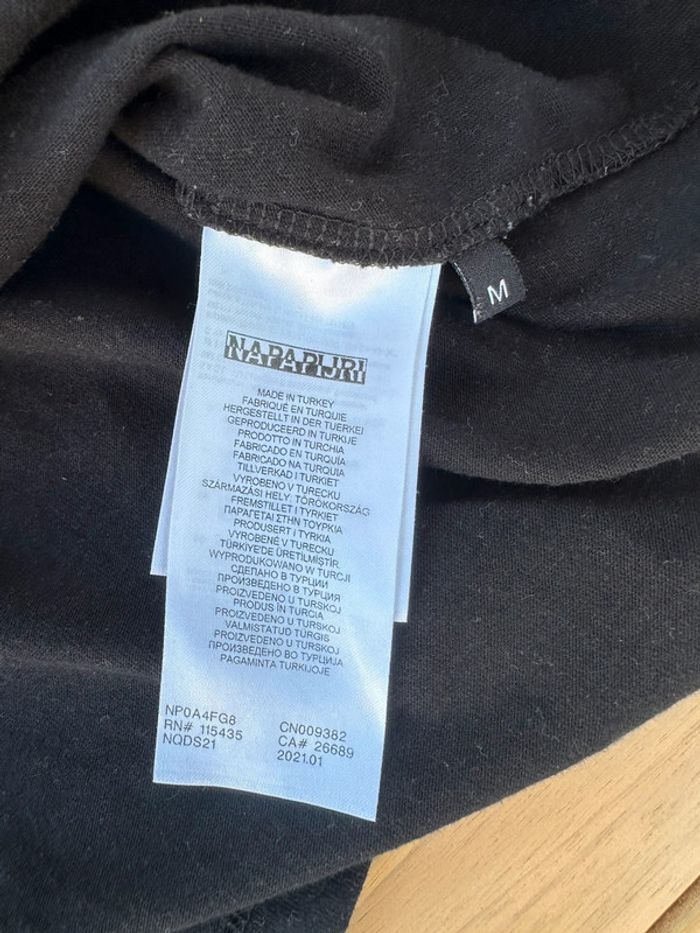 M
NAPAPIJRI
MADE IN TURKEY
FABRIQUÉ EN TURQUIE
HERGESTELLT IN DER TUERKEI
GEPRODUCEERD IN TURKIJE
PRODOTTO IN TURCHIA
FABRICADO EN TURQUÍA
FABRICADO NA TURQUIA
TILLVERKAD I TURKIET
VYROBENO V TURECKU
SZÁRMAZÁSI HELY: TÖRÖKORSZÁG
FREMSTILLET I TYRKIET
ΠΑΡΑΓΕΤΑΙ ΣΤΗΝ ΤΟΥΡΚΙΑ
PRODUSERT I TYRKIA
VYROBENÉ V TURECKU
TÜRKİYE'DE ÜRETİLMİŞTİR.
WYPRODUKOWANO W TURCJI
СДЕЛАНО В ТУРЦИИ
ПРОИЗВЕДЕНО В ТУРЦИЯ
PROIZVEDENO U TURSKOJ
PRODUS IN TURCIA
PROIZVEDENO U TURSKOJ
VALMISTATUD TÜRGIS
PROIZVEDENO U TURSKOJ
ПРОИЗВЕДЕНО ВО ТУРЦИЈА
PAGAMINTA TURKIJOJE
NP0A4FG8 CN009382
RN# 115435 CA# 26689
NQDS21 2021.01